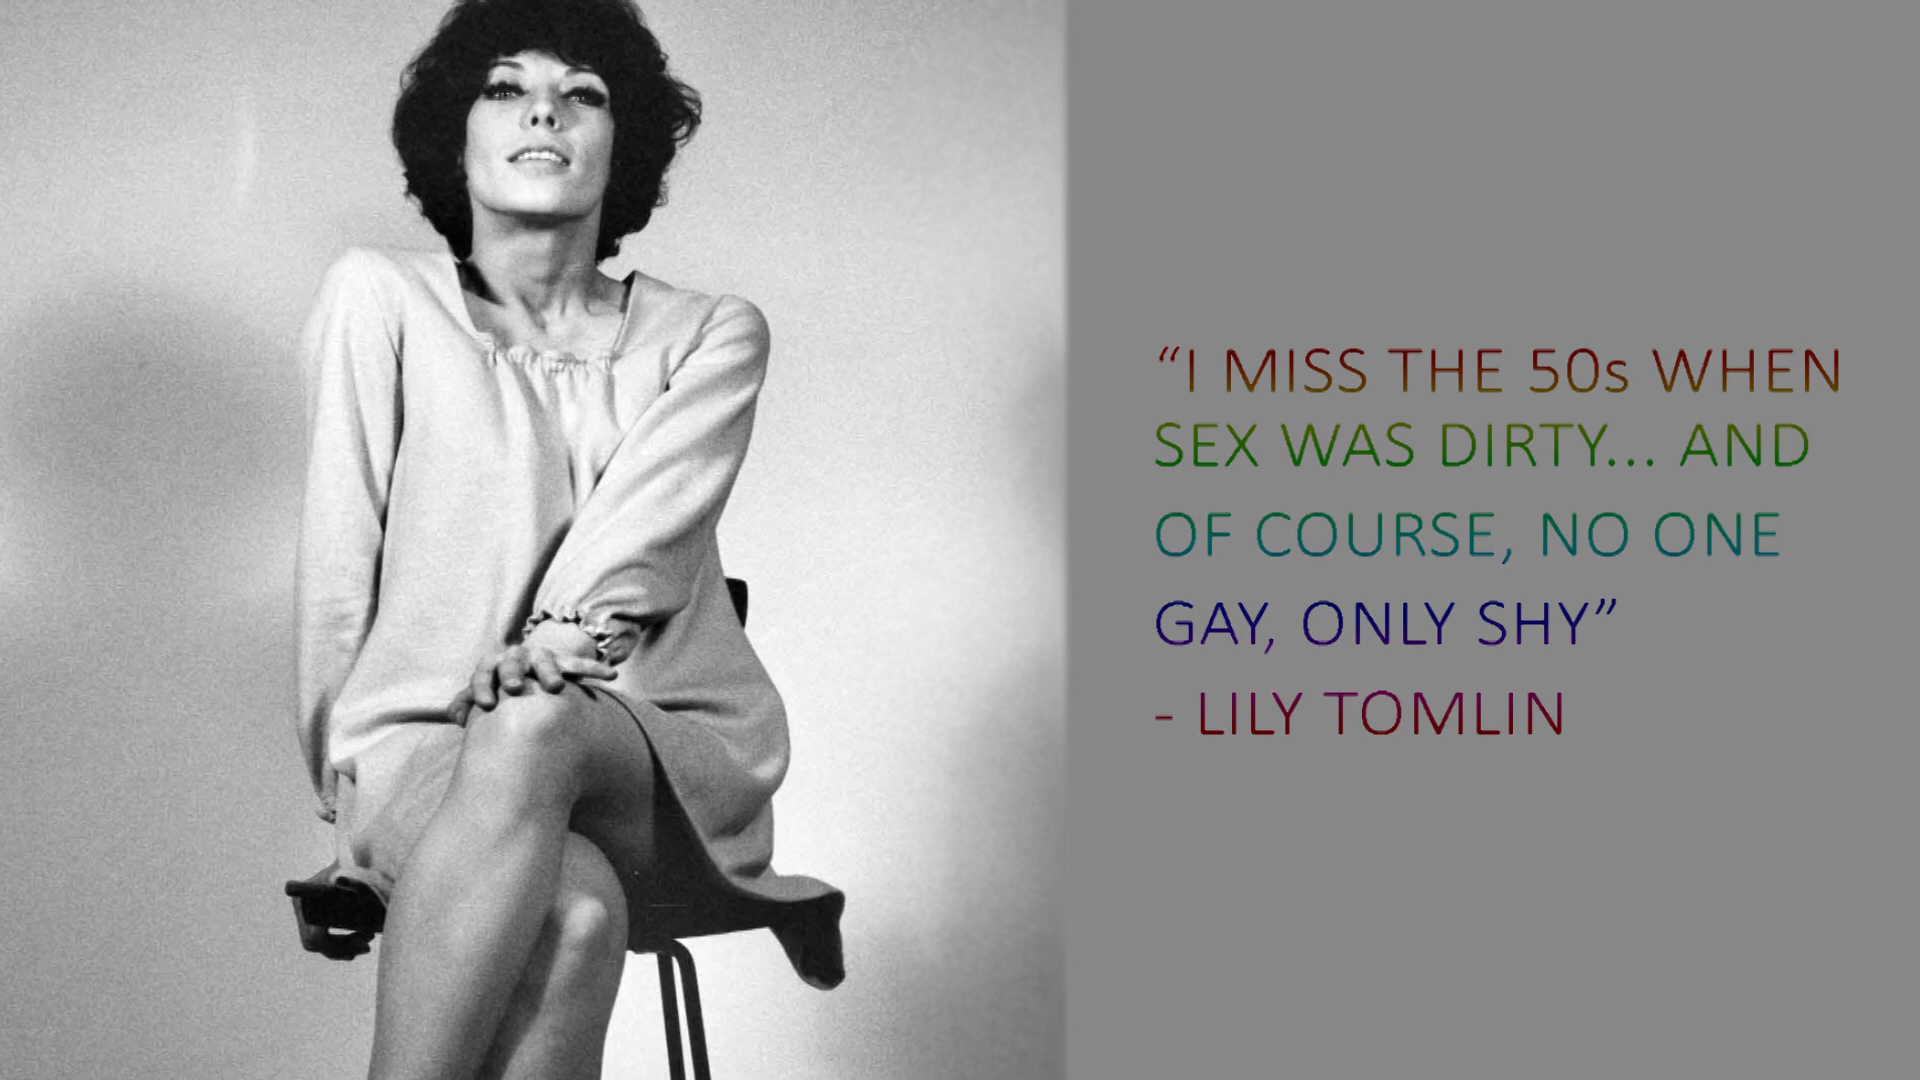 “I MISS THE 50s WHEN
SEX WAS DIRTY... AND
OF COURSE, NO ONE
GAY, ONLY SHY”
- LILY TOMLIN